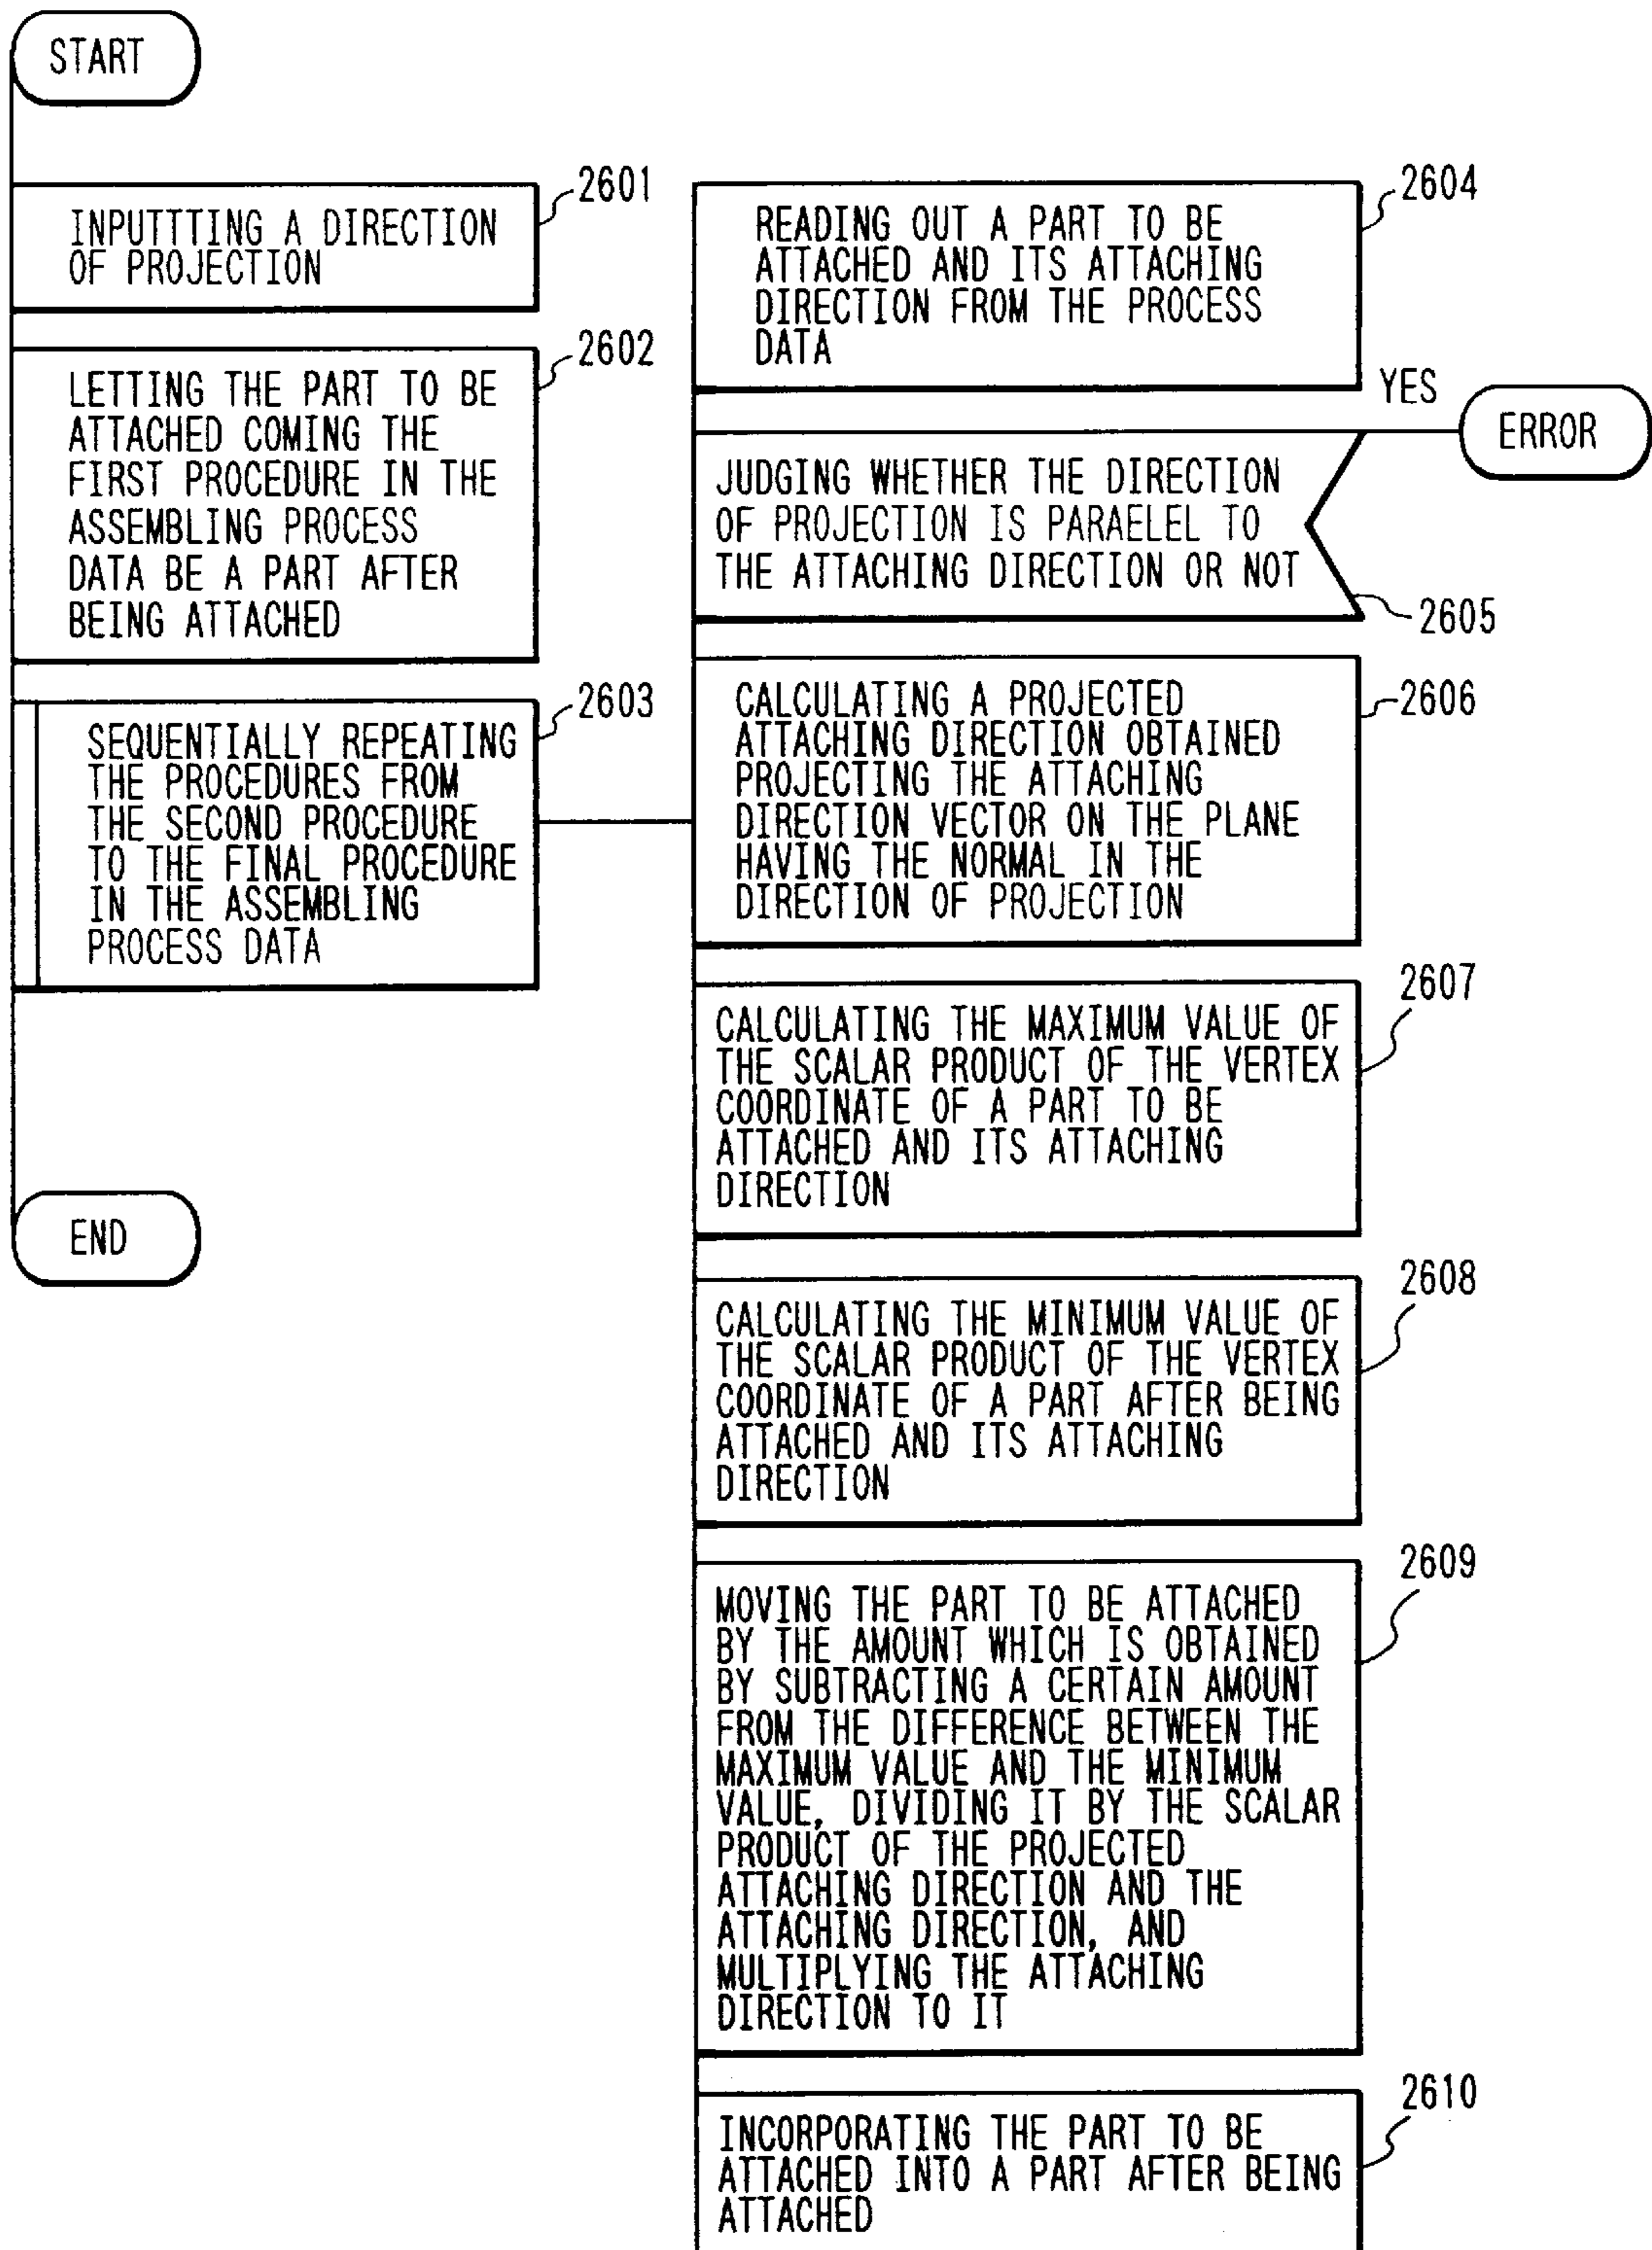 START
2601
INPUTTTING A DIRECTION
OF PROJECTION
2602
LETTING THE PART TO BE
ATTACHED COMING THE
FIRST PROCEDURE IN THE
ASSEMBLING PROCESS
DATA BE A PART AFTER
BEING ATTACHED
2603
SEQUENTIALLY REPEATING
THE PROCEDURES FROM
THE SECOND PROCEDURE
TO THE FINAL PROCEDURE
IN THE ASSEMBLING
PROCESS DATA
END
2604
READING OUT A PART TO BE
ATTACHED AND ITS ATTACHING
DIRECTION FROM THE PROCESS
DATA
YES
ERROR
JUDGING WHETHER THE DIRECTION
OF PROJECTION IS PARAELEL TO
THE ATTACHING DIRECTION OR NOT
2605
CALCULATING A PROJECTED
ATTACHING DIRECTION OBTAINED
PROJECTING THE ATTACHING
DIRECTION VECTOR ON THE PLANE
HAVING THE NORMAL IN THE
DIRECTION OF PROJECTION
2606
2607
CALCULATING THE MAXIMUM VALUE OF
THE SCALAR PRODUCT OF THE VERTEX
COORDINATE OF A PART TO BE
ATTACHED AND ITS ATTACHING
DIRECTION
2608
CALCULATING THE MINIMUM VALUE OF
THE SCALAR PRODUCT OF THE VERTEX
COORDINATE OF A PART AFTER BEING
ATTACHED AND ITS ATTACHING
DIRECTION
2609
MOVING THE PART TO BE ATTACHED
BY THE AMOUNT WHICH IS OBTAINED
BY SUBTRACTING A CERTAIN AMOUNT
FROM THE DIFFERENCE BETWEEN THE
MAXIMUM VALUE AND THE MINIMUM
VALUE, DIVIDING IT BY THE SCALAR
PRODUCT OF THE PROJECTED
ATTACHING DIRECTION AND THE
ATTACHING DIRECTION, AND
MULTIPLYING THE ATTACHING
DIRECTION TO IT
2610
INCORPORATING THE PART TO BE
ATTACHED INTO A PART AFTER BEING
ATTACHED